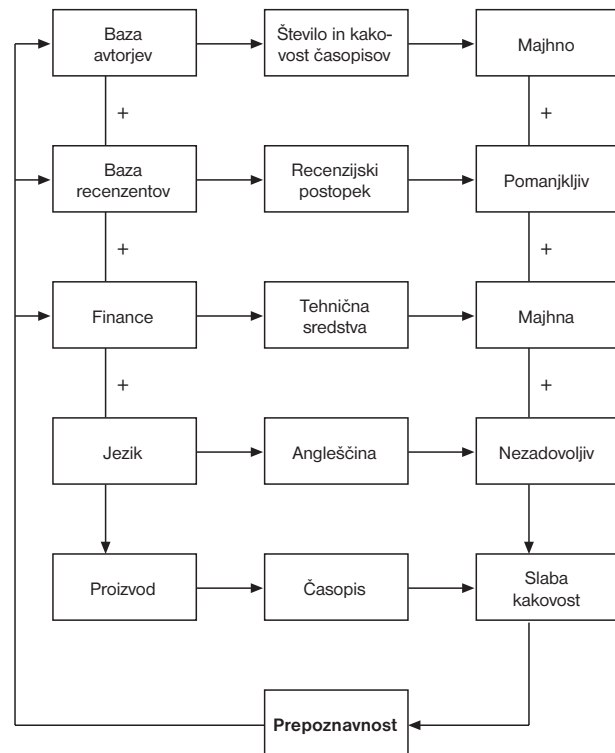 Baza
avtorjev
Število in kako-
vost časopisov
Majhno
+
+
Baza
recenzentov
Recenzijski
postopek
Pomanjkljiv
+
+
Finance
Tehnična
sredstva
Majhna
+
+
Jezik
Angleščina
Nezadovoljiv
Proizvod
Časopis
Slaba
kakovost
Prepoznavnost